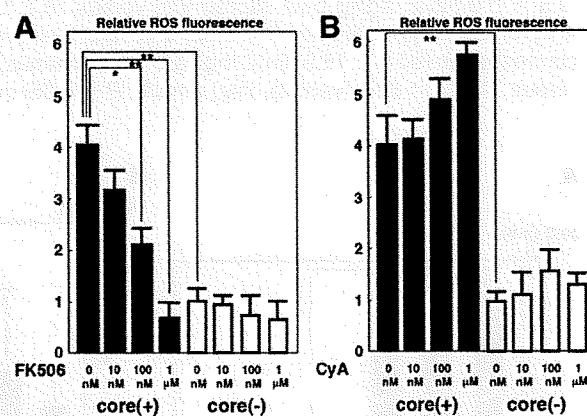 A
Relative ROS fluorescence
6
5
4
3
2
1
0
** ** *
FK506
0 nM 10 nM 100 nM 1 μM 0 nM 10 nM 100 nM 1 μM
core(+) core(-)
B
Relative ROS fluorescence
6
5
4
3
2
1
0
**
CyA
0 nM 10 nM 100 nM 1 μM 0 nM 10 nM 100 nM 1 μM
core(+) core(-)